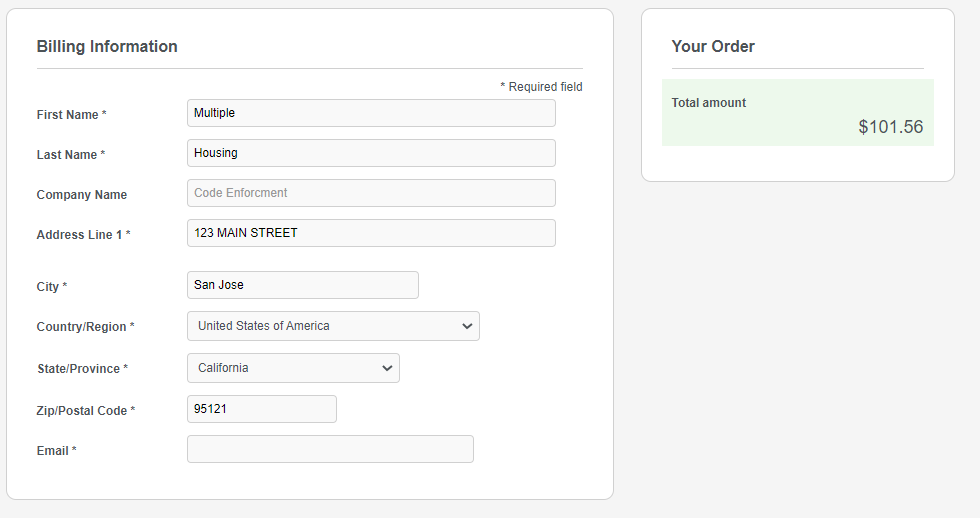 Billing Information
* Required field
First Name * Multiple
Last Name * Housing
Company Name Code Enforcment
Address Line 1 * 123 MAIN STREET
City * San Jose
Country/Region * United States of America
State/Province * California
Zip/Postal Code * 95121
Email *
Your Order
Total amount
$101.56